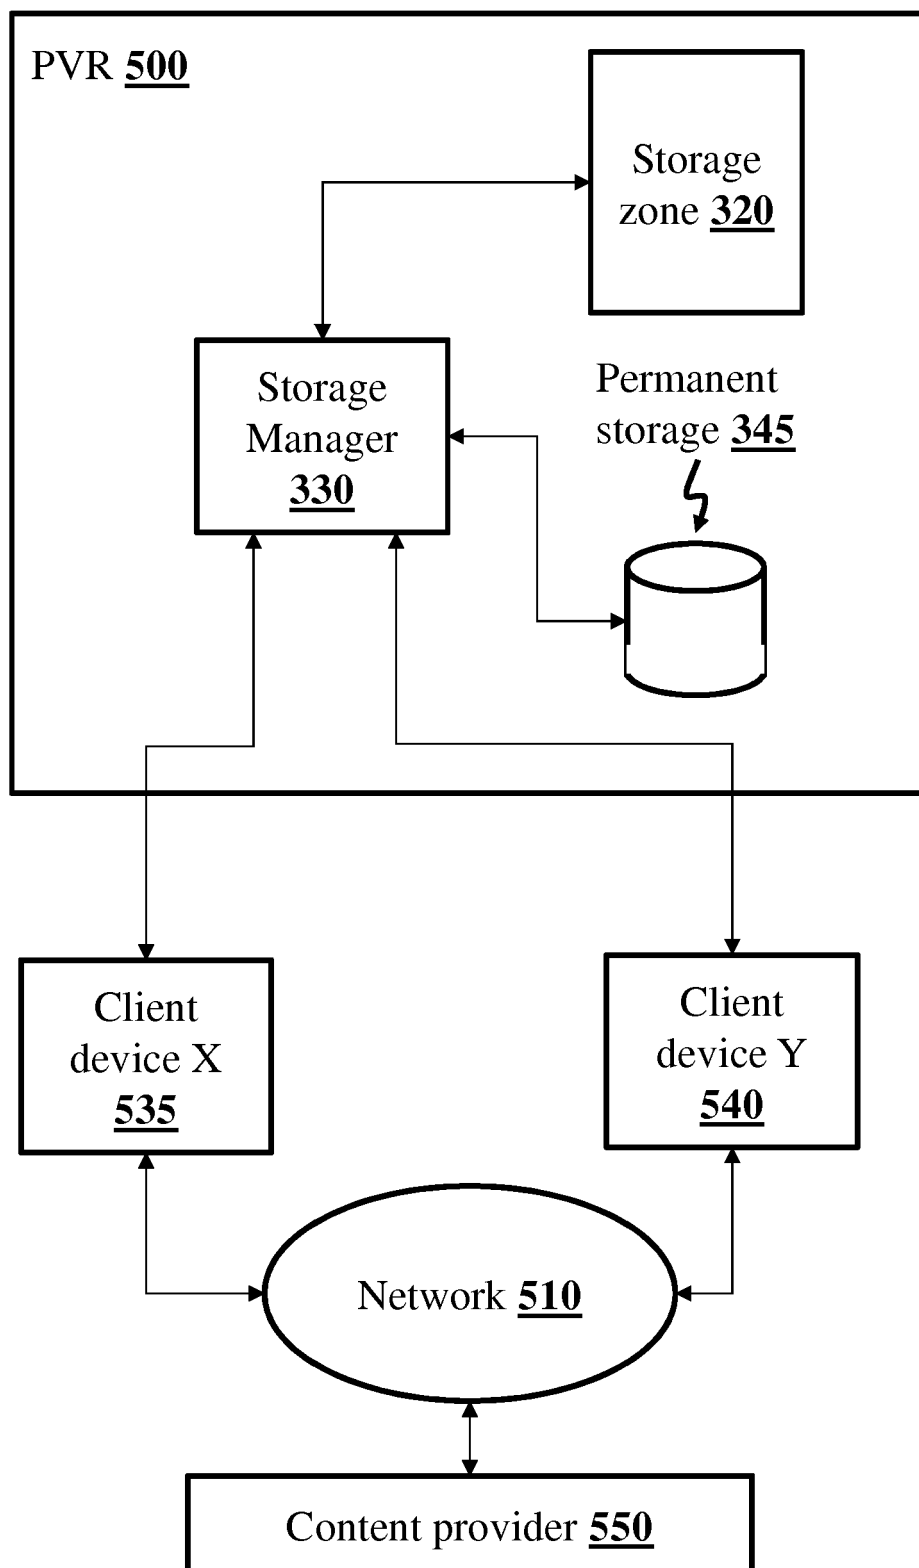 PVR 500
Storage
zone 320
Storage
Manager
330
Permanent
storage 345
Client
device X
535
Client
device Y
540
Network 510
Content provider 550